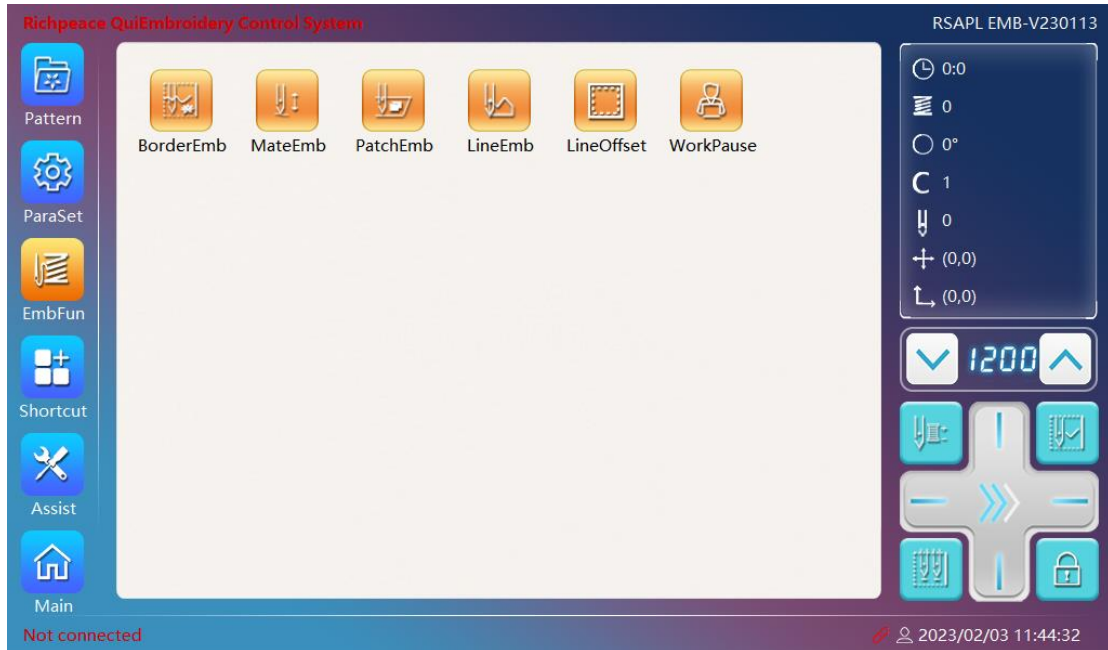 Richpeace QuiEmbroidery Control System
RSAPL EMB-V230113
Pattern
ParaSet
EmbFun
Shortcut
Assist
Main
BorderEmb MateEmb PatchEmb LineEmb LineOffset WorkPause
0:0
0
0°
C 1
0
(0,0)
(0,0)
1200
Not connected
2023/02/03 11:44:32